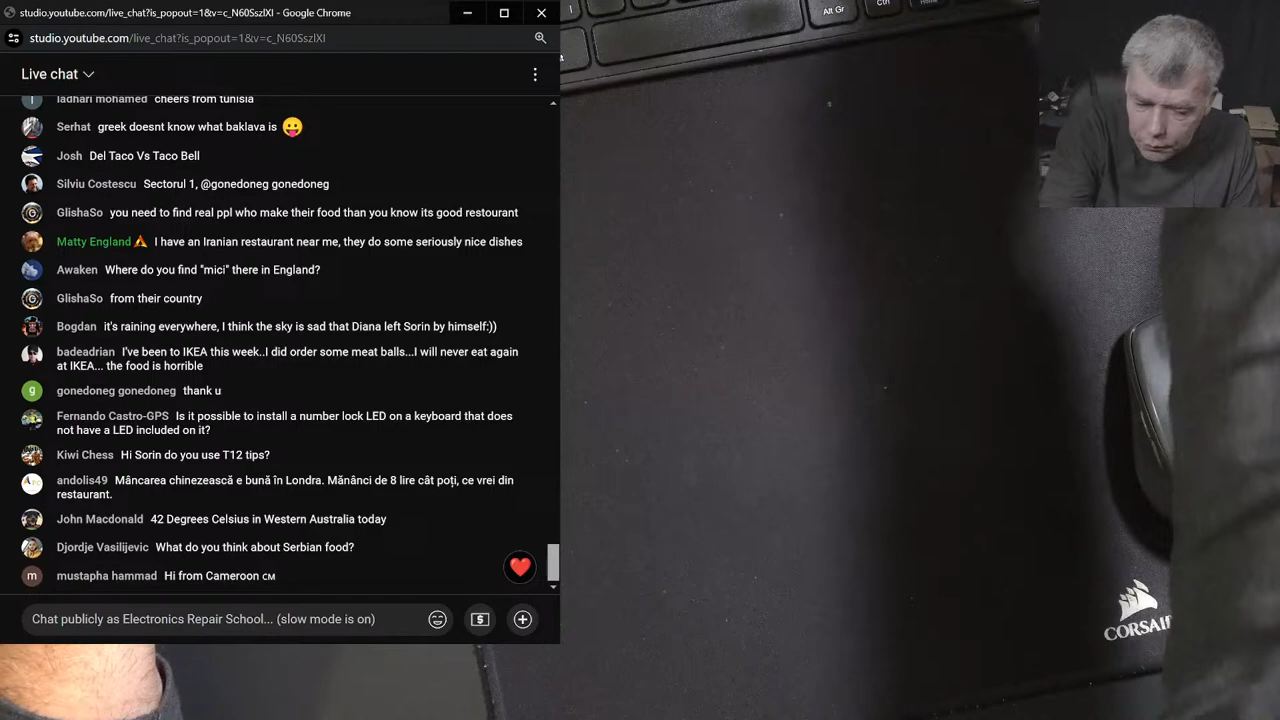 studio.youtube.com/live_chat?is_popout=1&v=c_N60SszlXI - Google Chrome
studio.youtube.com/live_chat?is_popout=1&v=c_N60SszlXI
Live chat
ladhari mohamed cheers from tunisia
Serhat greek doesnt know what baklava is 😛
Josh Del Taco Vs Taco Bell
Silviu Costescu Sectorul 1, @gonedoneg gonedoneg
GlishaSo you need to find real ppl who make their food than you know its good restourant
Matty England I have an Iranian restaurant near me, they do some seriously nice dishes
Awaken Where do you find "mici" there in England?
GlishaSo from their country
Bogdan it's raining everywhere, I think the sky is sad that Diana left Sorin by himself:))
badeadrian I've been to IKEA this week..I did order some meat balls...I will never eat again
at IKEA... the food is horrible
g gonedoneg gonedoneg thank u
Fernando Castro-GPS Is it possible to install a number lock LED on a keyboard that does
not have a LED included on it?
Kiwi Chess Hi Sorin do you use T12 tips?
andolis49 Mâncarea chinezească e bună în Londra. Mănânci de 8 lire cât poți, ce vrei din
restaurant.
John Macdonald 42 Degrees Celsius in Western Australia today
Djordje Vasilijevic What do you think about Serbian food?
m mustapha hammad Hi from Cameroon CM
Chat publicly as Electronics Repair School... (slow mode is on)
Alt Gr
Ctrl
CORSAIR